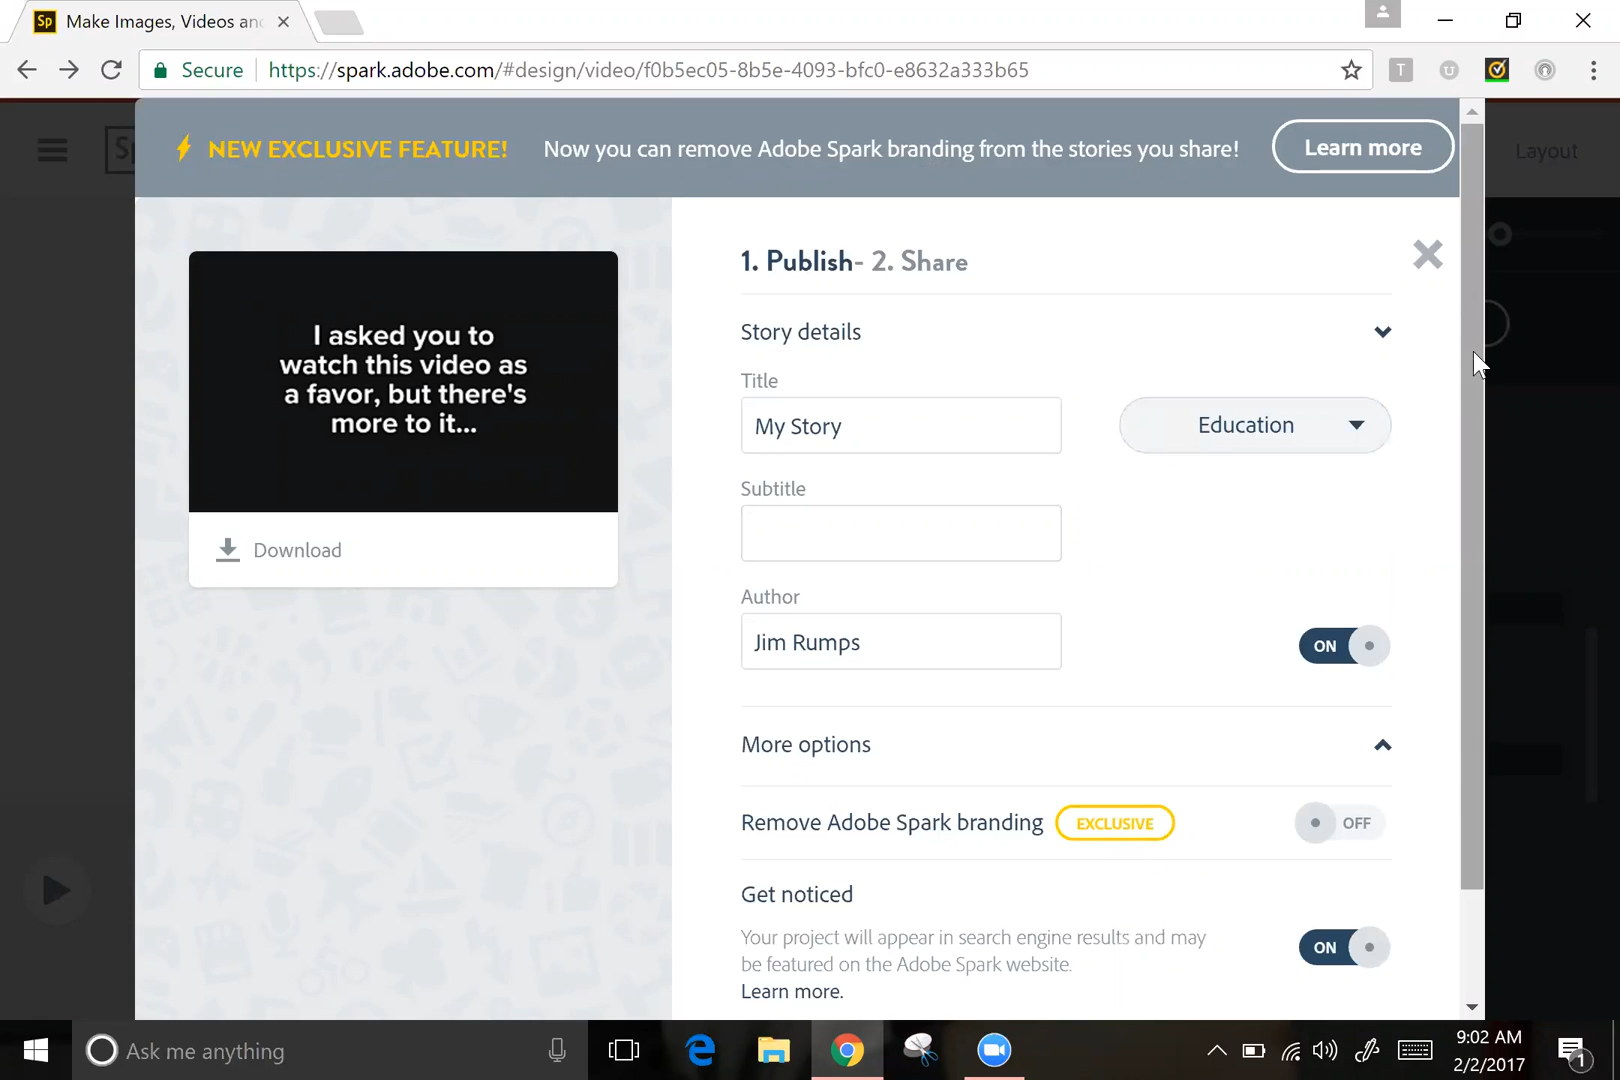 Sp Make Images, Videos an
Secure https://spark.adobe.com/#design/video/f0b5ec05-8b5e-4093-bfc0-e8632a333b65
T U
Sp
Layout
NEW EXCLUSIVE FEATURE! Now you can remove Adobe Spark branding from the stories you share! Learn more
I asked you to
watch this video as
a favor, but there's
more to it...
Download
1. Publish- 2. Share
Story details
Title
My Story
Education
Subtitle
Author
Jim Rumps
ON
More options
Remove Adobe Spark branding EXCLUSIVE OFF
Get noticed
Your project will appear in search engine results and may
be featured on the Adobe Spark website.
Learn more.
ON
Ask me anything
9:02 AM
2/2/2017
1